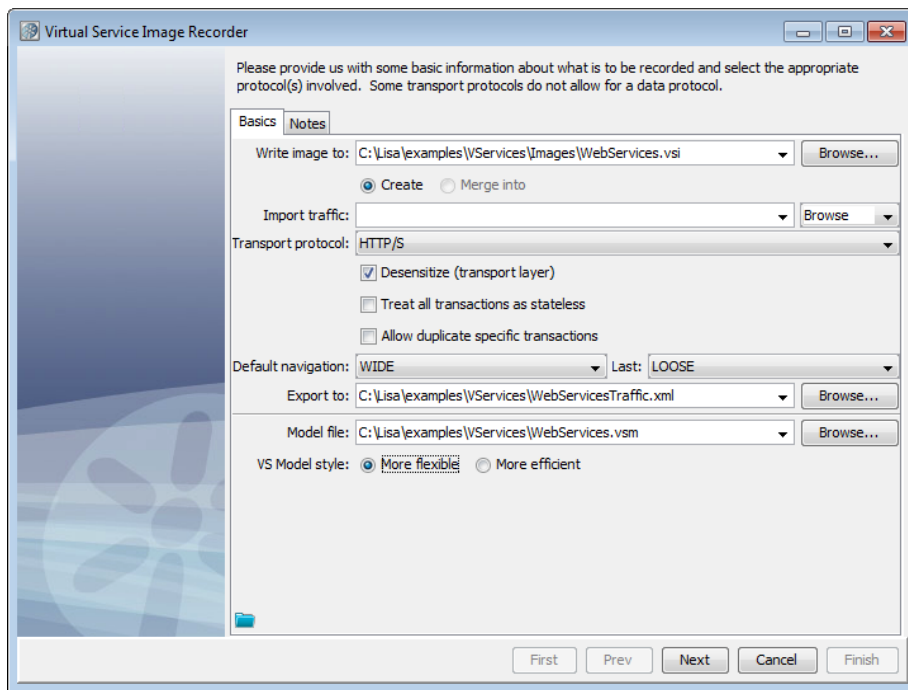 Virtual Service Image Recorder
Please provide us with some basic information about what is to be recorded and select the appropriate
protocol(s) involved. Some transport protocols do not allow for a data protocol.
Basics Notes
Write image to: C:\Lisa\examples\VServices\Images\WebServices.vsi Browse...
Create Merge into
Import traffic: Browse
Transport protocol: HTTP/S
Desensitize (transport layer)
Treat all transactions as stateless
Allow duplicate specific transactions
Default navigation: WIDE Last: LOOSE
Export to: C:\Lisa\examples\VServices\WebServicesTraffic.xml Browse...
Model file: C:\Lisa\examples\VServices\WebServices.vsm Browse...
VS Model style: More flexible More efficient
First Prev Next Cancel Finish